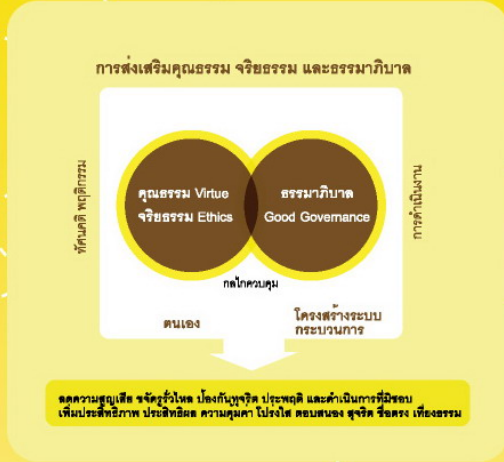 การส่งเสริมคุณธรรม จริยธรรม และธรรมาภิบาล
ทัศนคติ พฤติกรรม
คุณธรรม Virtue
จริยธรรม Ethics
ธรรมาภิบาล
Good Governance
การดำเนินงาน
กลไกควบคุม
ตนเอง
โครงสร้างระบบ
กระบวนการ
ลดความสูญเสีย ขจัดรูรั่วไหล ป้องกันทุจริต ประพฤติ และดำเนินการที่มิชอบ
เพิ่มประสิทธิภาพ ประสิทธิผล ความคุ้มค่า โปร่งใส ตอบสนอง สุจริต ซื่อตรง เที่ยงธรรม